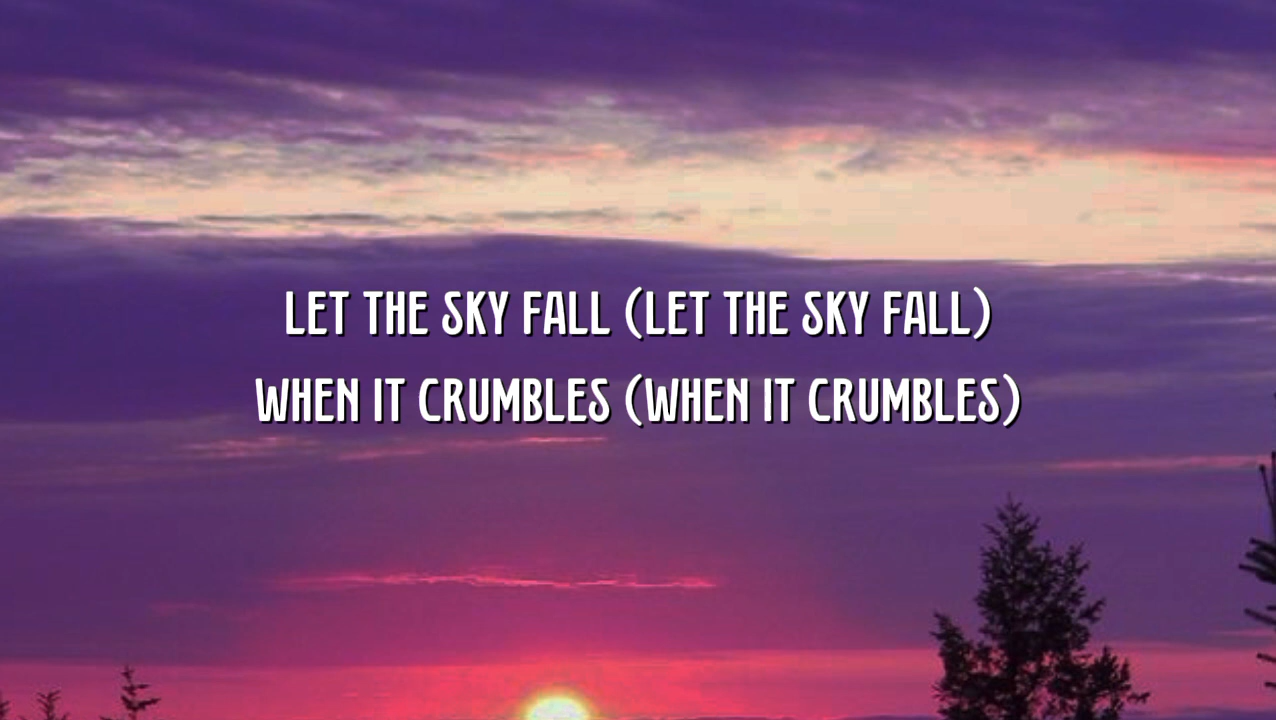 LET THE SKY FALL (LET THE SKY FALL)
WHEN IT CRUMBLES (WHEN IT CRUMBLES)